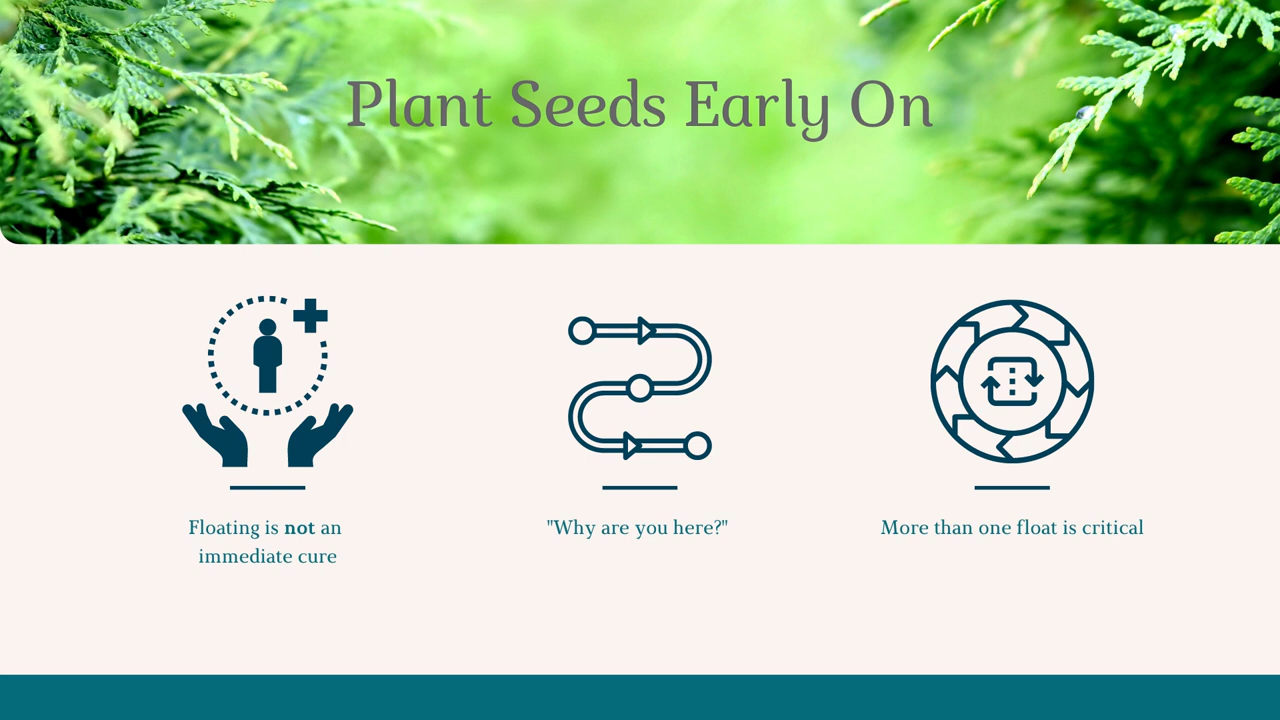 Plant Seeds Early On
Floating is not an
immediate cure
"Why are you here?"
More than one float is critical